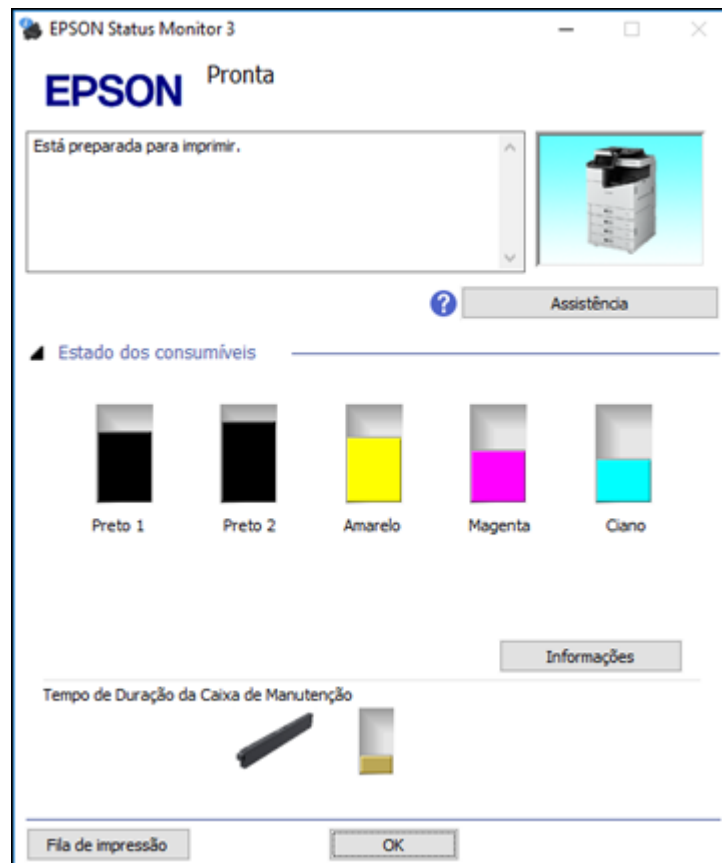 EPSON Status Monitor 3
EPSON
Pronta
Está preparada para imprimir.
?
Assistência
Estado dos consumíveis
Preto 1
Preto 2
Amarelo
Magenta
Ciano
Informações
Tempo de Duração da Caixa de Manutenção
Fila de impressão
OK